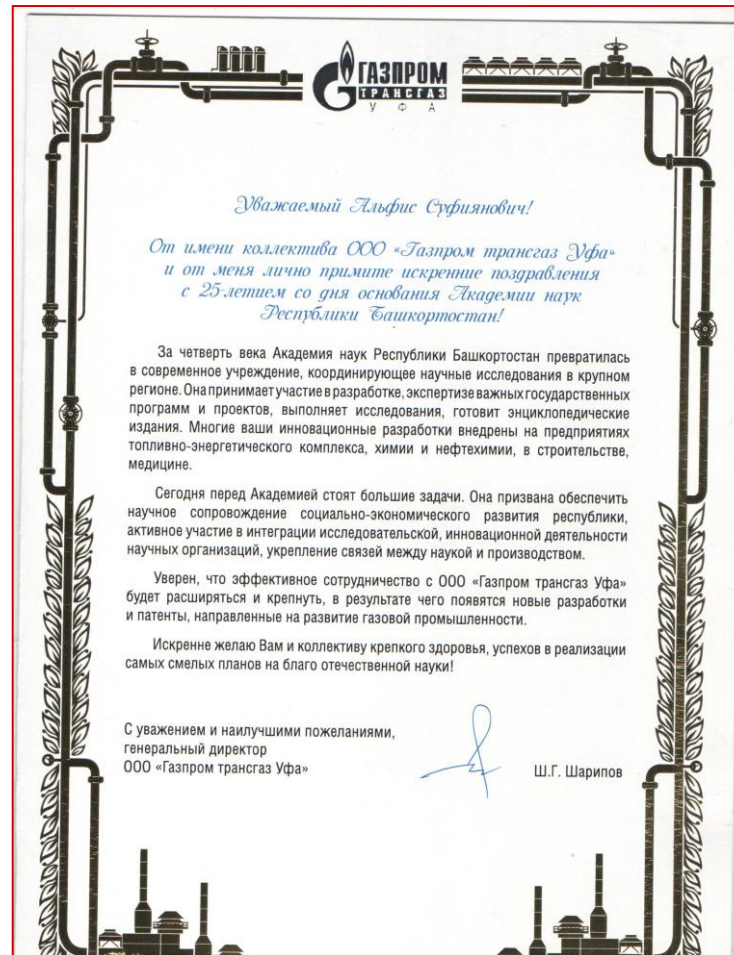 ГАЗПРОМ
ТРАНСГАЗ
УФА
Уважаемый Альфис Суфиянович!
От имени коллектива ООО «Газпром трансгаз Уфа»
и от меня лично примите искренние поздравления
с 25-летием со дня основания Академии наук
Республики Башкортостан!
За четверть века Академия наук Республики Башкортостан превратилась
в современное учреждение, координирующее научные исследования в крупном
регионе. Она принимает участие в разработке, экспертизе важных государственных
программ и проектов, выполняет исследования, готовит энциклопедические
издания. Многие ваши инновационные разработки внедрены на предприятиях
топливно-энергетического комплекса, химии и нефтехимии, в строительстве,
медицине.
Сегодня перед Академией стоят большие задачи. Она призвана обеспечить
научное сопровождение социально-экономического развития республики,
активное участие в интеграции исследовательской, инновационной деятельности
научных организаций, укрепление связей между наукой и производством.
Уверен, что эффективное сотрудничество с ООО «Газпром трансгаз Уфа»
будет расширяться и крепнуть, в результате чего появятся новые разработки
и патенты, направленные на развитие газовой промышленности.
Искренне желаю Вам и коллективу крепкого здоровья, успехов в реализации
самых смелых планов на благо отечественной науки!
С уважением и наилучшими пожеланиями,
генеральный директор
ООО «Газпром трансгаз Уфа»
Ш.Г. Шарипов